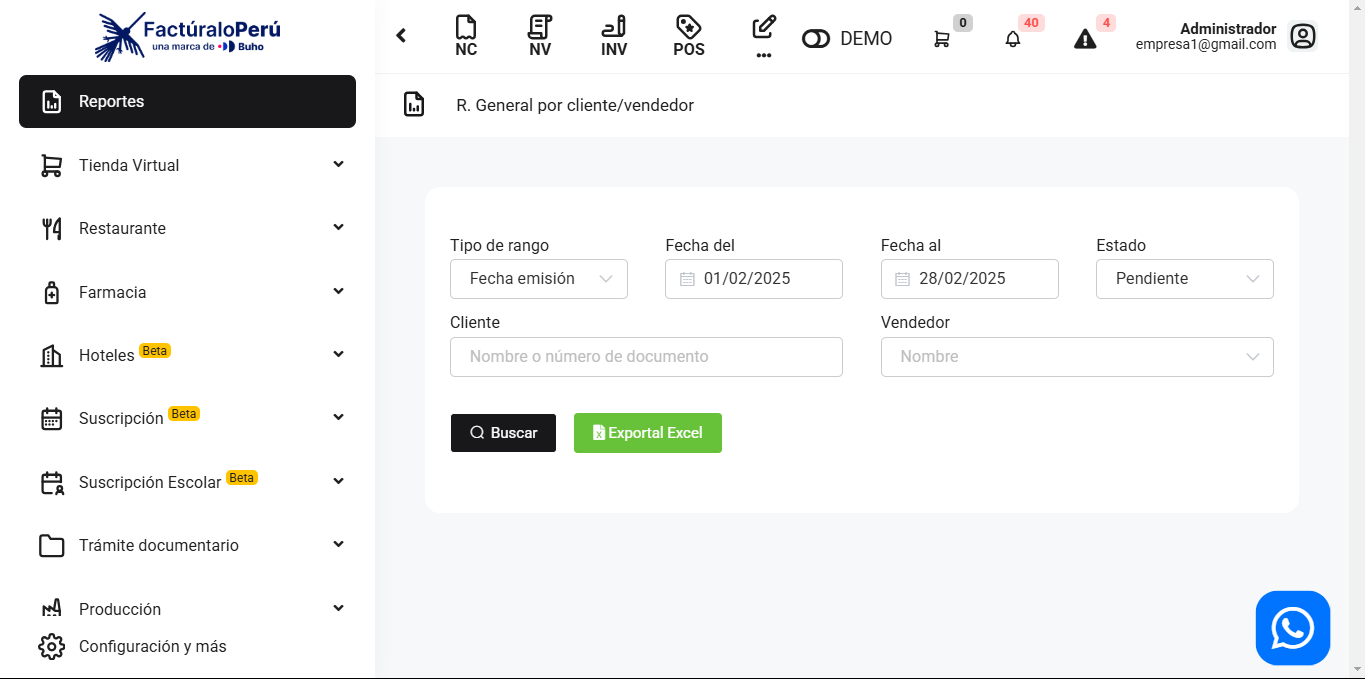 FactúraloPerú
una marca de Buho
Reportes
Tienda Virtual
Restaurante
Farmacia
Hoteles Beta
Suscripción Beta
Suscripción Escolar Beta
Trámite documentario
Producción
Configuración y más
NC
NV
INV
POS
...
DEMO
0
40
4
Administrador
empresa1@gmail.com
R. General por cliente/vendedor
Tipo de rango
Fecha del
Fecha al
Estado
Fecha emisión
01/02/2025
28/02/2025
Pendiente
Cliente
Vendedor
Nombre o número de documento
Nombre
Buscar
Exportal Excel